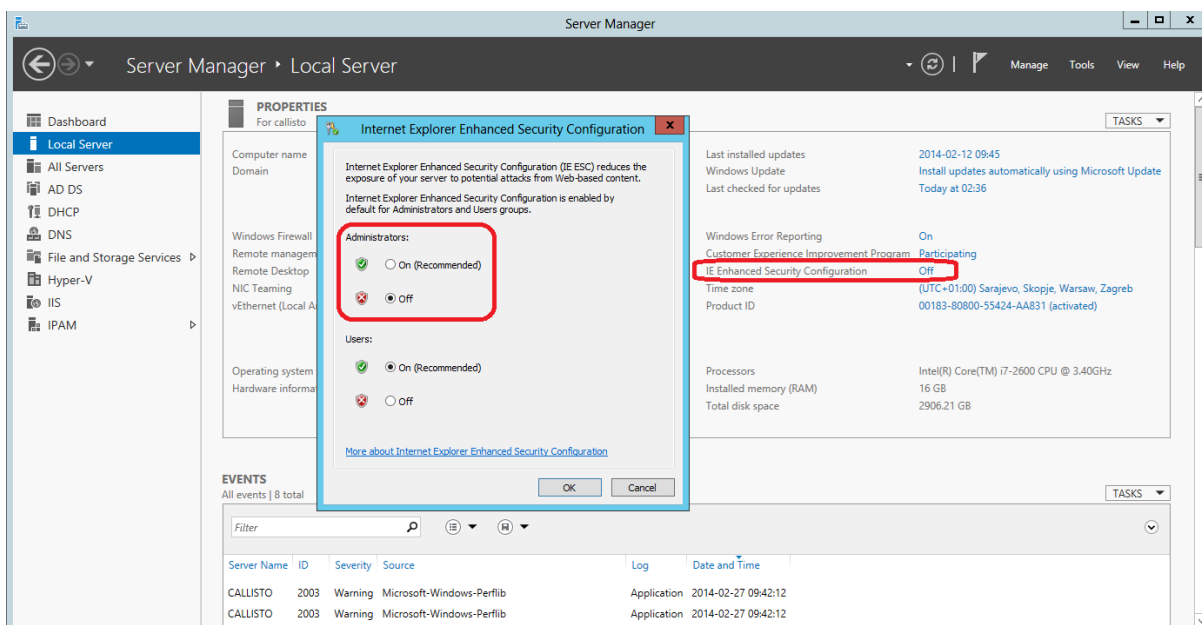 Server Manager
Server Manager • Local Server
Manage Tools View Help
Dashboard
Local Server
All Servers
AD DS
DHCP
DNS
File and Storage Services
Hyper-V
IIS
IPAM
PROPERTIES
For callisto
TASKS
Computer name
Domain
Windows Firewall
Remote managem
Remote Desktop
NIC Teaming
vEthernet (Local A
Operating system
Hardware informa
Internet Explorer Enhanced Security Configuration
Internet Explorer Enhanced Security Configuration (IE ESC) reduces the
exposure of your server to potential attacks from Web-based content.
Internet Explorer Enhanced Security Configuration is enabled by
default for Administrators and Users groups.
Administrators:
On (Recommended)
Off
Users:
On (Recommended)
Off
More about Internet Explorer Enhanced Security Configuration
OK Cancel
Last installed updates 2014-02-12 09:45
Windows Update Install updates automatically using Microsoft Update
Last checked for updates Today at 02:36
Windows Error Reporting On
Customer Experience Improvement Program Participating
IE Enhanced Security Configuration Off
Time zone (UTC+01:00) Sarajevo, Skopje, Warsaw, Zagreb
Product ID 00183-80800-55424-AA831 (activated)
Processors Intel(R) Core(TM) i7-2600 CPU @ 3.40GHz
Installed memory (RAM) 16 GB
Total disk space 2906.21 GB
EVENTS
All events | 8 total
TASKS
Filter
Server Name ID Severity Source Log Date and Time
CALLISTO 2003 Warning Microsoft-Windows-Perflib Application 2014-02-27 09:42:12
CALLISTO 2003 Warning Microsoft-Windows-Perflib Application 2014-02-27 09:42:12